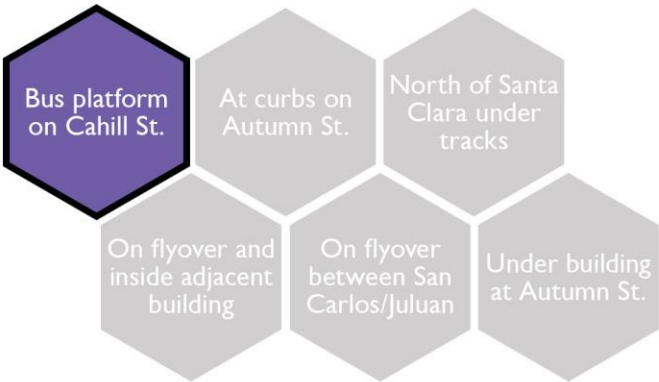 Bus platform
on Cahill St.
At curbs on
Autumn St.
North of Santa
Clara under
tracks
On flyover and
inside adjacent
building
On flyover
between San
Carlos/Juluan
Under building
at Autumn St.